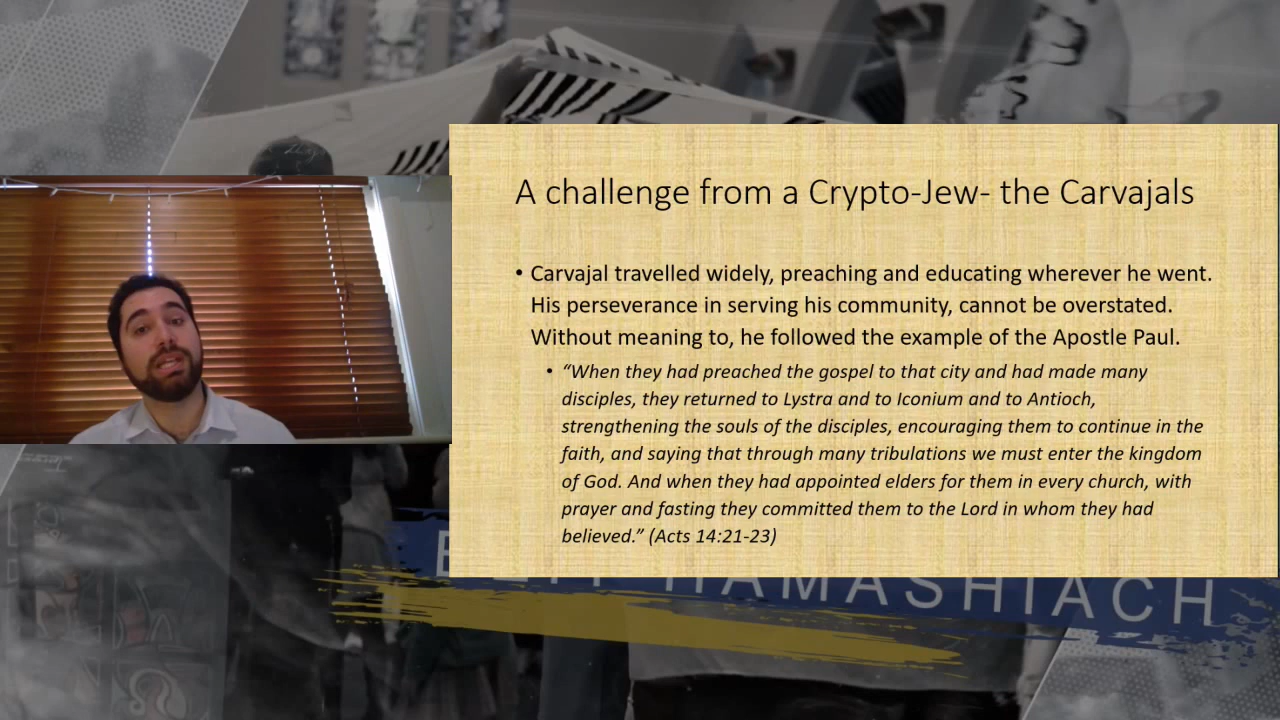 A challenge from a Crypto-Jew- the Carvajals
• Carvajal travelled widely, preaching and educating wherever he went.
His perseverance in serving his community, cannot be overstated.
Without meaning to, he followed the example of the Apostle Paul.
• “When they had preached the gospel to that city and had made many
disciples, they returned to Lystra and to Iconium and to Antioch,
strengthening the souls of the disciples, encouraging them to continue in the
faith, and saying that through many tribulations we must enter the kingdom
of God. And when they had appointed elders for them in every church, with
prayer and fasting they committed them to the Lord in whom they had
believed.” (Acts 14:21-23)
HAMASHIACH